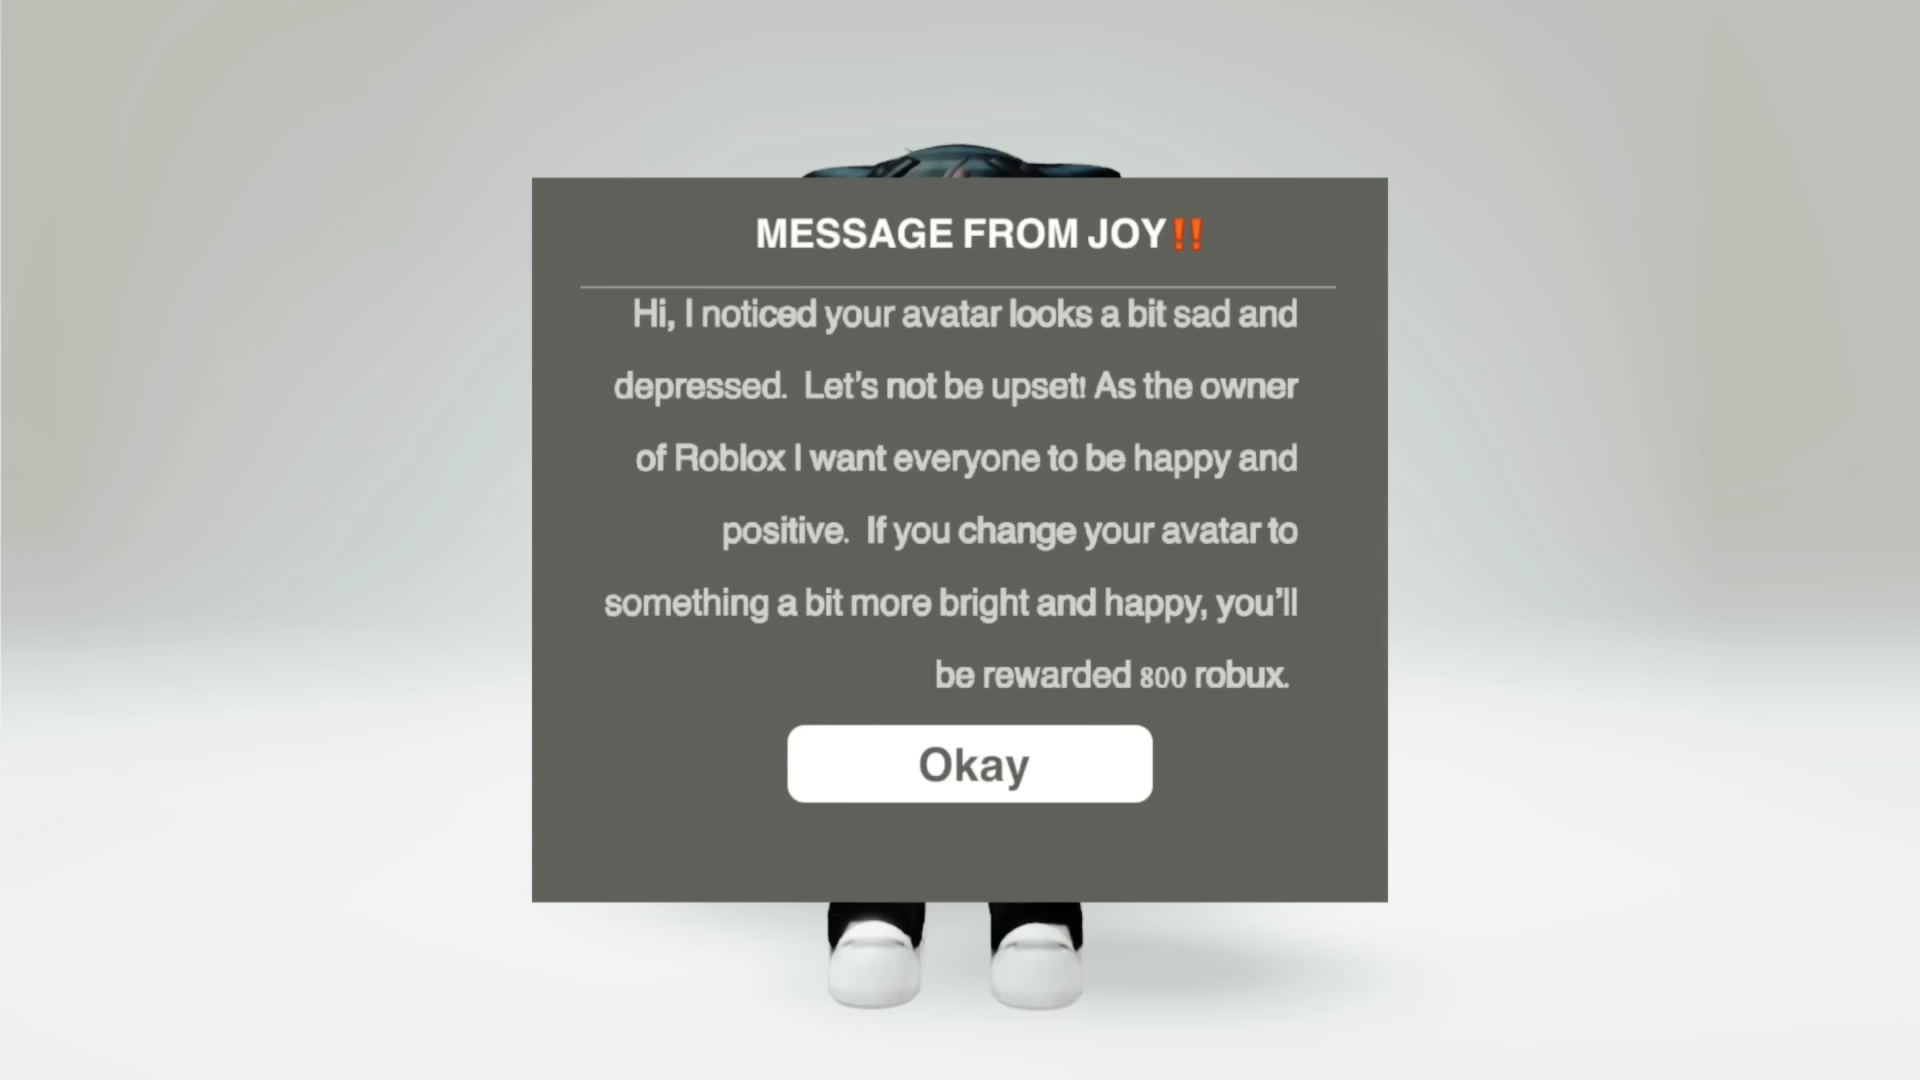 MESSAGE FROM JOY‼️
Hi, I noticed your avatar looks a bit sad and
depressed.  Let’s not be upset! As the owner
of Roblox I want everyone to be happy and
positive.  If you change your avatar to
something a bit more bright and happy, you’ll
be rewarded 800 robux.
Okay